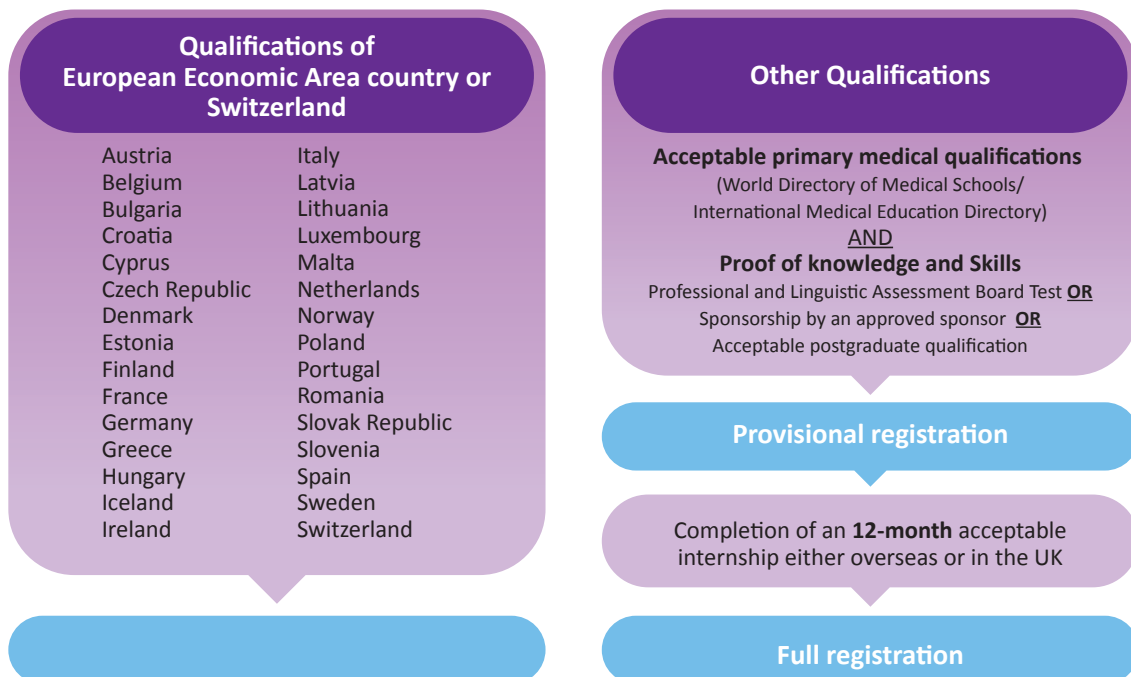 Qualifications of
European Economic Area country or
Switzerland
Austria
Belgium
Bulgaria
Croatia
Cyprus
Czech Republic
Denmark
Estonia
Finland
France
Germany
Greece
Hungary
Iceland
Ireland
Italy
Latvia
Lithuania
Luxembourg
Malta
Netherlands
Norway
Poland
Portugal
Romania
Slovak Republic
Slovenia
Spain
Sweden
Switzerland
Other Qualifications
Acceptable primary medical qualifications
(World Directory of Medical Schools/
International Medical Education Directory)
AND
Proof of knowledge and Skills
Professional and Linguistic Assessment Board Test OR
Sponsorship by an approved sponsor OR
Acceptable postgraduate qualification
Provisional registration
Completion of an 12-month acceptable
internship either overseas or in the UK
Full registration